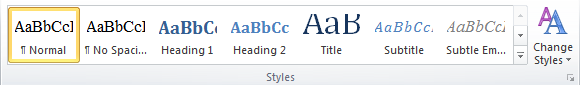 AaBbCcI AaBbCcI AaBbCc AaBbCc AaB AaBbCc. AaBbCcI
¶ Normal ¶ No Spaci... Heading 1 Heading 2 Title Subtitle Subtle Em...
Change
Styles
Styles